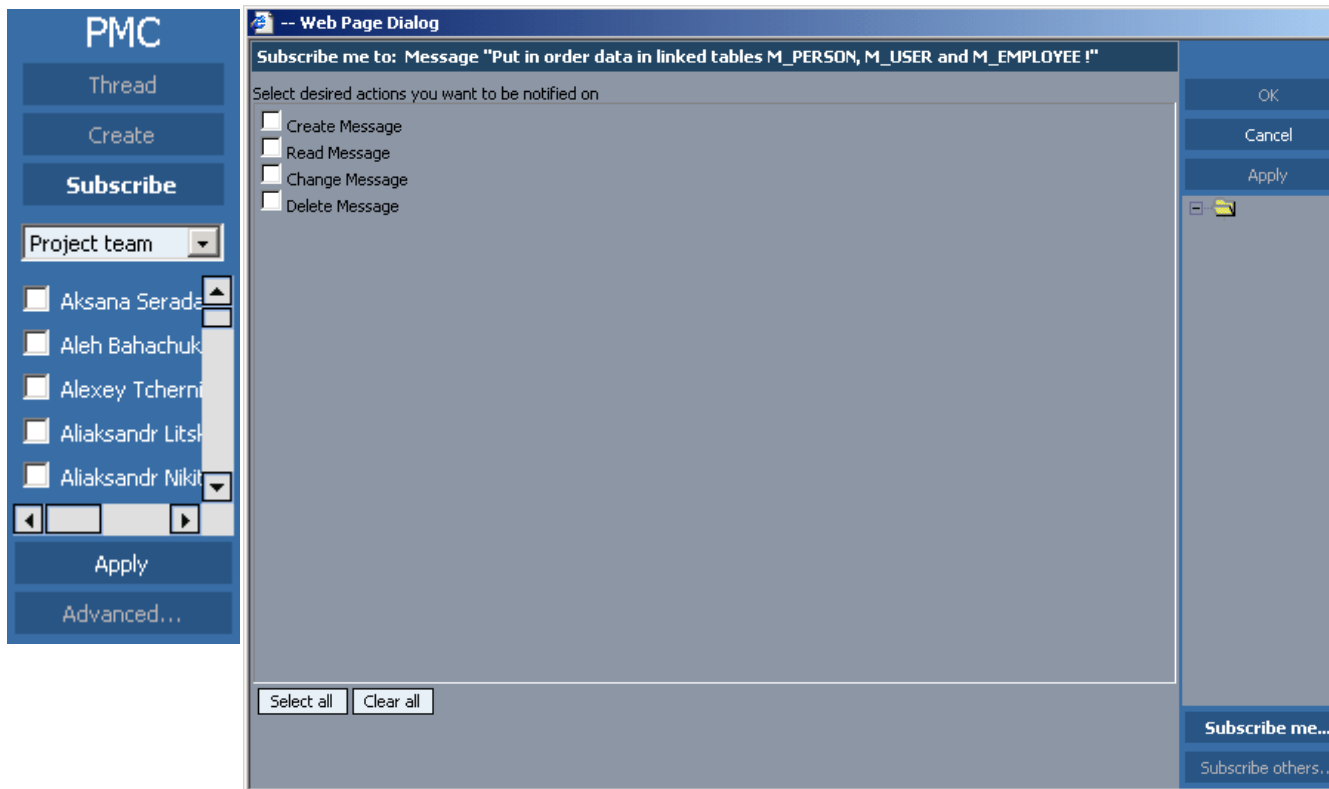 PMC
Thread
Create
Subscribe
Project team
Aksana Serada
Aleh Bahachuk
Alexey Tcherni
Aliaksandr Litsk
Aliaksandr Nikit
Apply
Advanced...
-- Web Page Dialog
Subscribe me to: Message "Put in order data in linked tables M_PERSON, M_USER and M_EMPLOYEE !"
Select desired actions you want to be notified on
Create Message
Read Message
Change Message
Delete Message
Select all Clear all
OK
Cancel
Apply
Subscribe me...
Subscribe others..